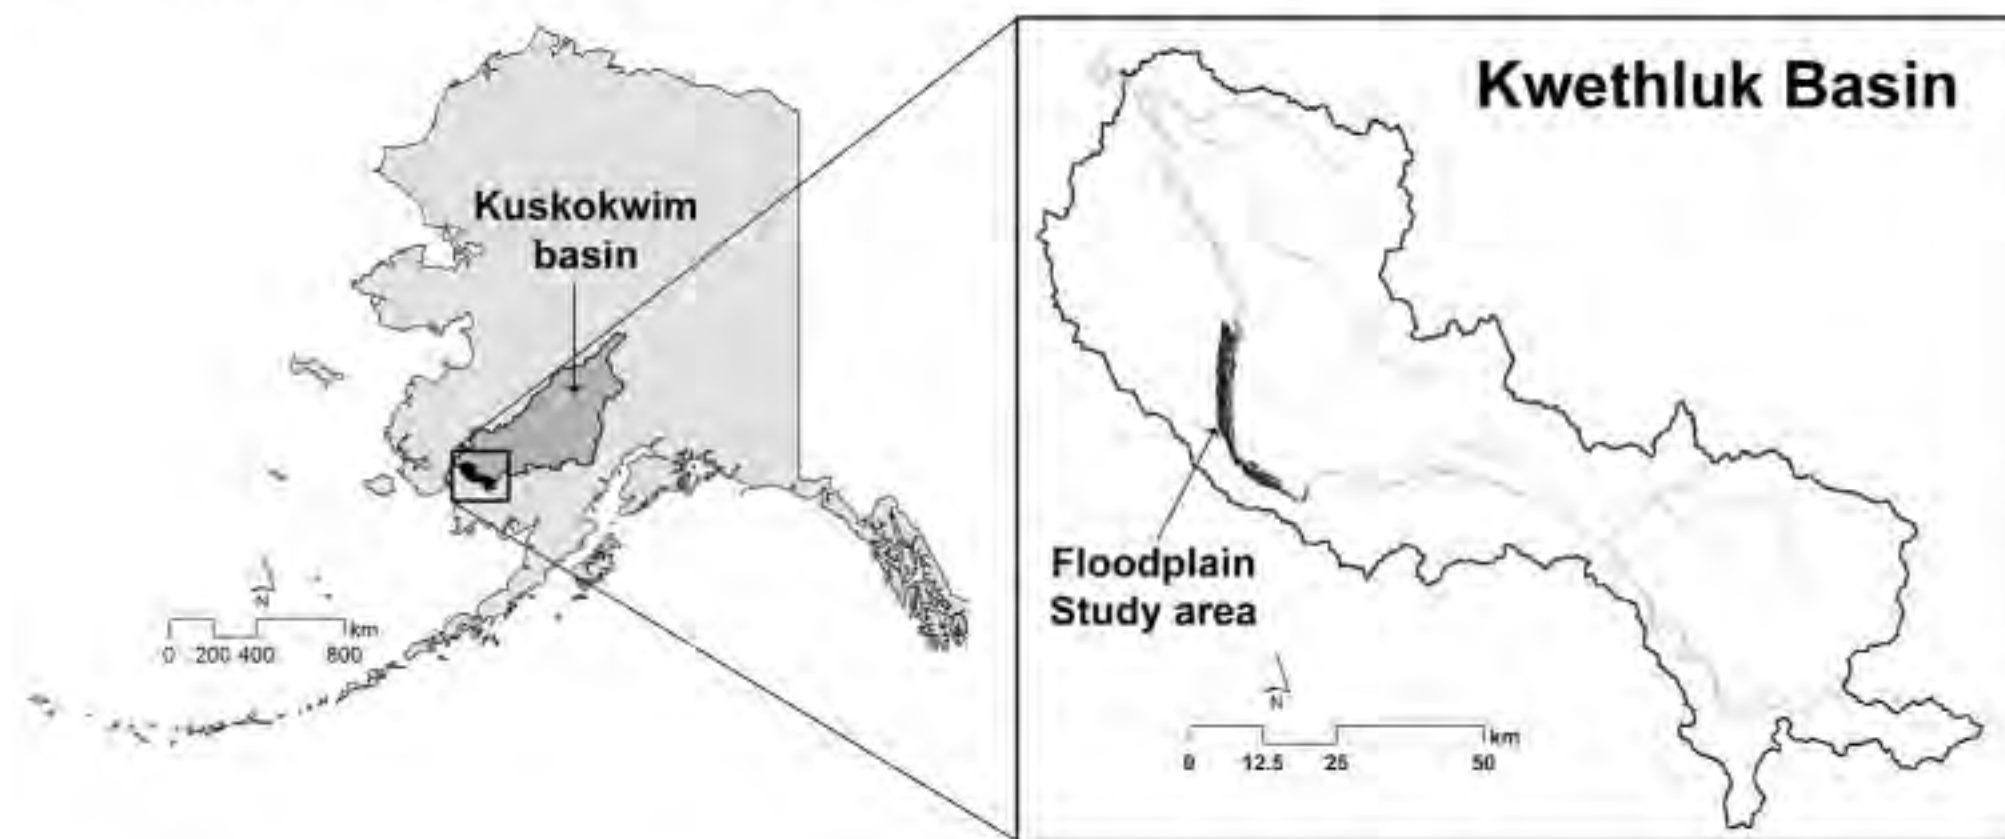 Kuskokwim
basin
N
km
0 200 400 800
Kwethluk Basin
Floodplain
Study area
N
km
0 12.5 25 50